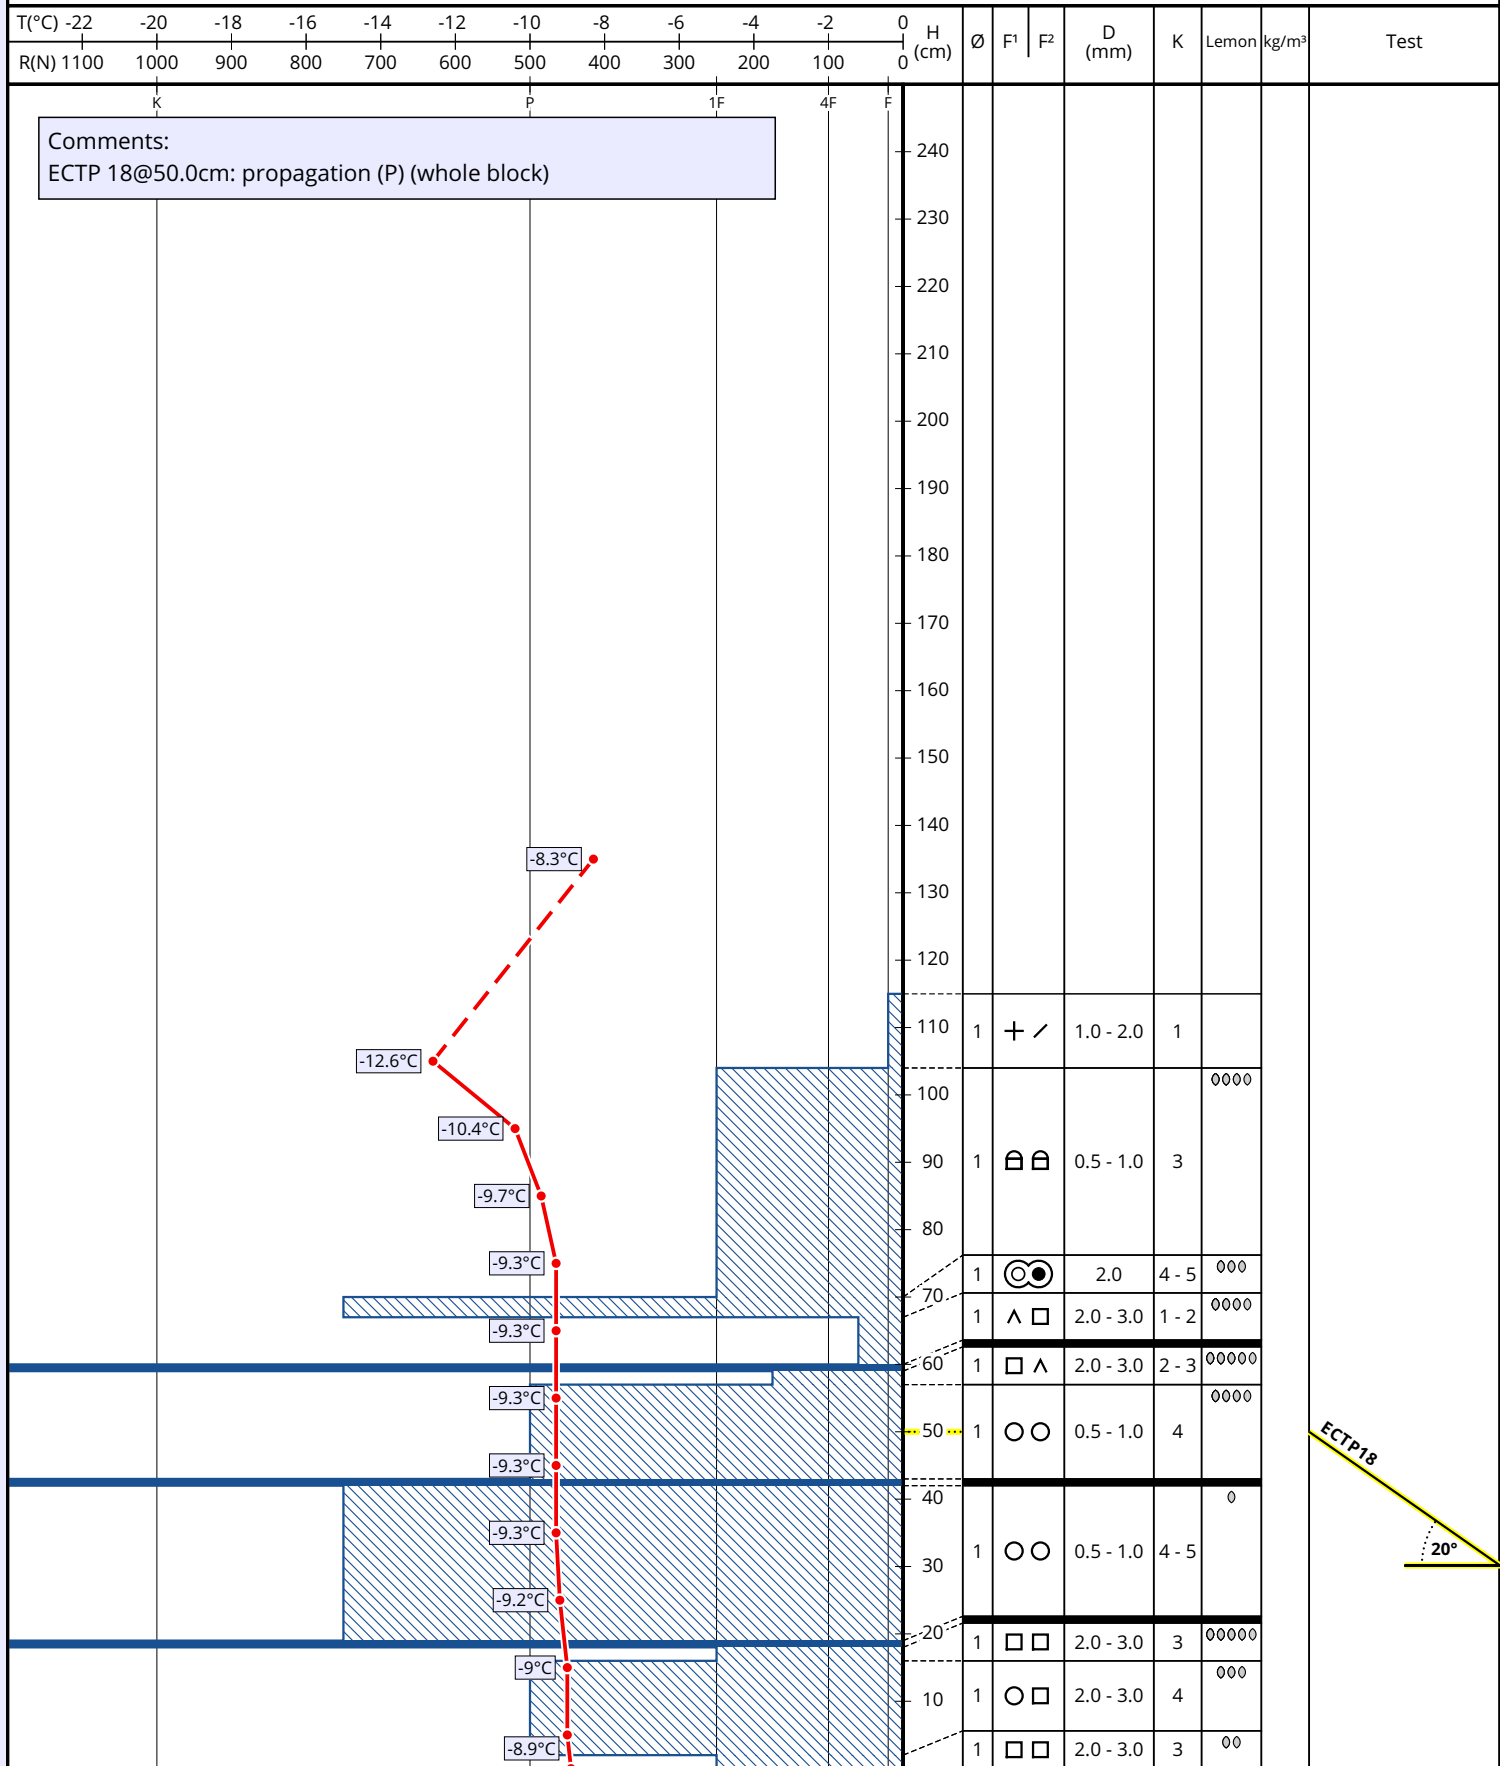 T(°C) -22 -20 -18 -16 -14 -12 -10 -8 -6 -4 -2 0
R(N) 1100 1000 900 800 700 600 500 400 300 200 100 0
H (cm) Ø F¹ F² D (mm) K Lemon kg/m³ Test
K P 1F 4F F
Comments:
ECTP 18@50.0cm: propagation (P) (whole block)
240
230
220
210
200
190
180
170
160
150
140
-8.3°C
130
120
110 1 1.0 - 2.0 1
-12.6°C
100
-10.4°C
90 1 0.5 - 1.0 3
-9.7°C
80
-9.3°C
1 2.0 4 - 5
70
1 2.0 - 3.0 1 - 2
-9.3°C
60 1 2.0 - 3.0 2 - 3
-9.3°C
50 1 0.5 - 1.0 4
ECTP18
-9.3°C
40
-9.3°C
1 0.5 - 1.0 4 - 5
20°
30
-9.2°C
20 1 2.0 - 3.0 3
-9°C
10 1 2.0 - 3.0 4
-8.9°C
1 2.0 - 3.0 3